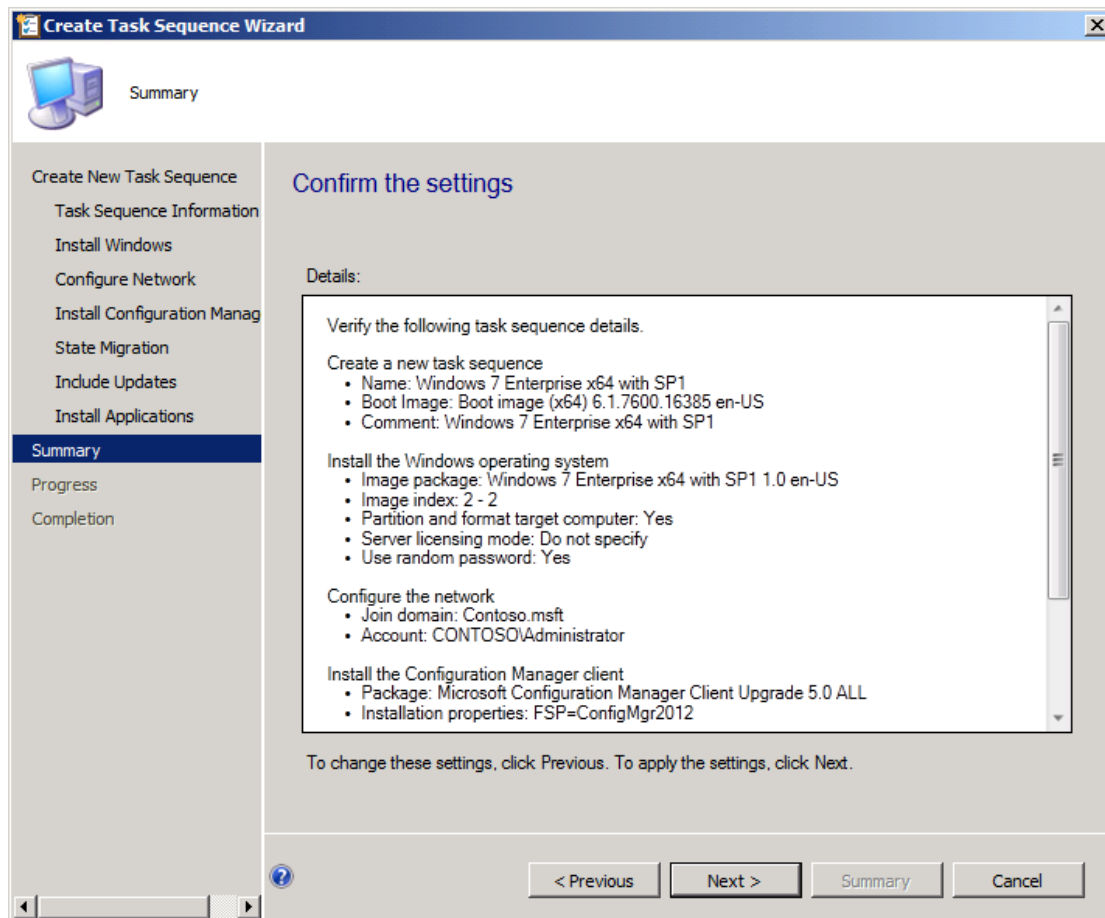 Create Task Sequence Wizard
Summary
Create New Task Sequence
Task Sequence Information
Install Windows
Configure Network
Install Configuration Manag
State Migration
Include Updates
Install Applications
Summary
Progress
Completion
Confirm the settings
Details:
Verify the following task sequence details.
Create a new task sequence
• Name: Windows 7 Enterprise x64 with SP1
• Boot Image: Boot image (x64) 6.1.7600.16385 en-US
• Comment: Windows 7 Enterprise x64 with SP1
Install the Windows operating system
• Image package: Windows 7 Enterprise x64 with SP1 1.0 en-US
• Image index: 2 - 2
• Partition and format target computer: Yes
• Server licensing mode: Do not specify
• Use random password: Yes
Configure the network
• Join domain: Contoso.msft
• Account: CONTOSO\Administrator
Install the Configuration Manager client
• Package: Microsoft Configuration Manager Client Upgrade 5.0 ALL
• Installation properties: FSP=ConfigMgr2012
To change these settings, click Previous. To apply the settings, click Next.
< Previous
Next >
Summary
Cancel